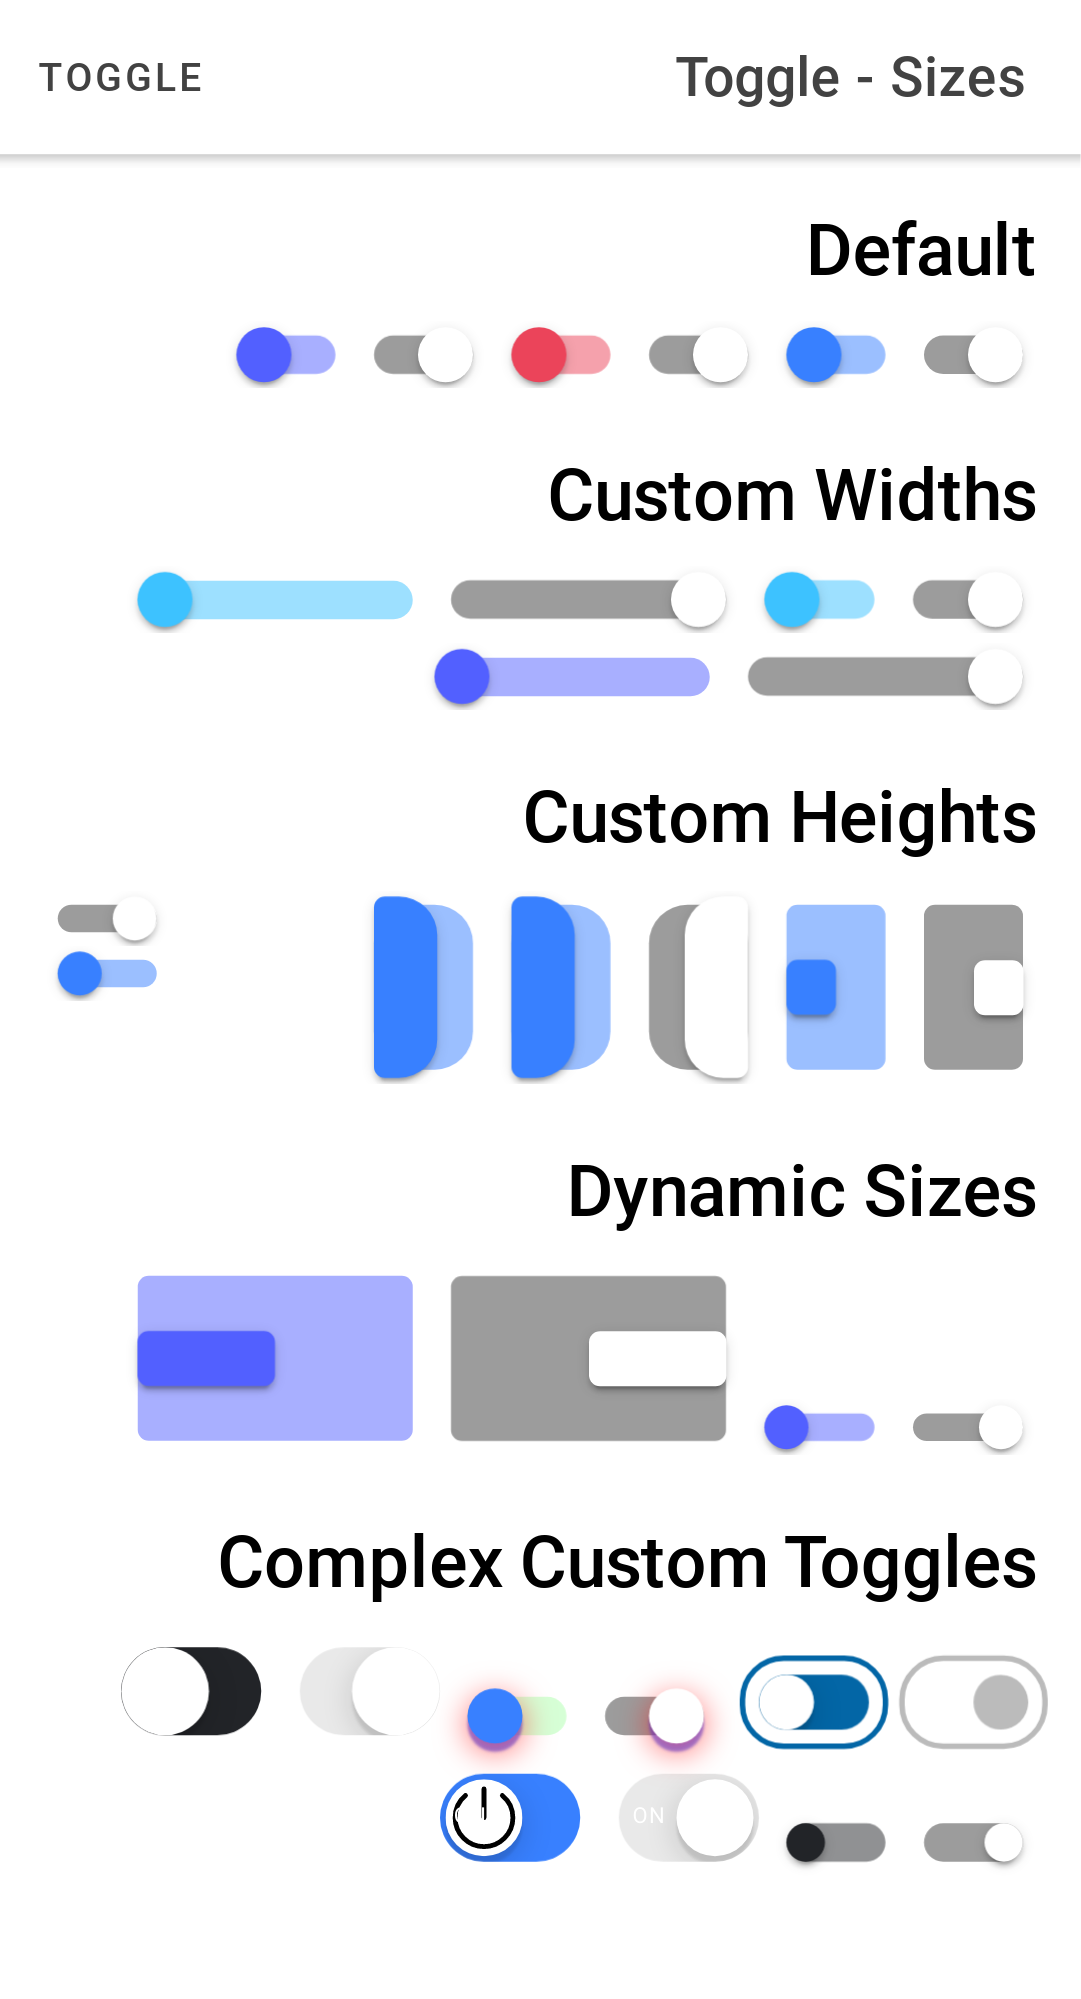 TOGGLE
Toggle - Sizes
Default
Custom Widths
Custom Heights
Dynamic Sizes
Complex Custom Toggles
ON